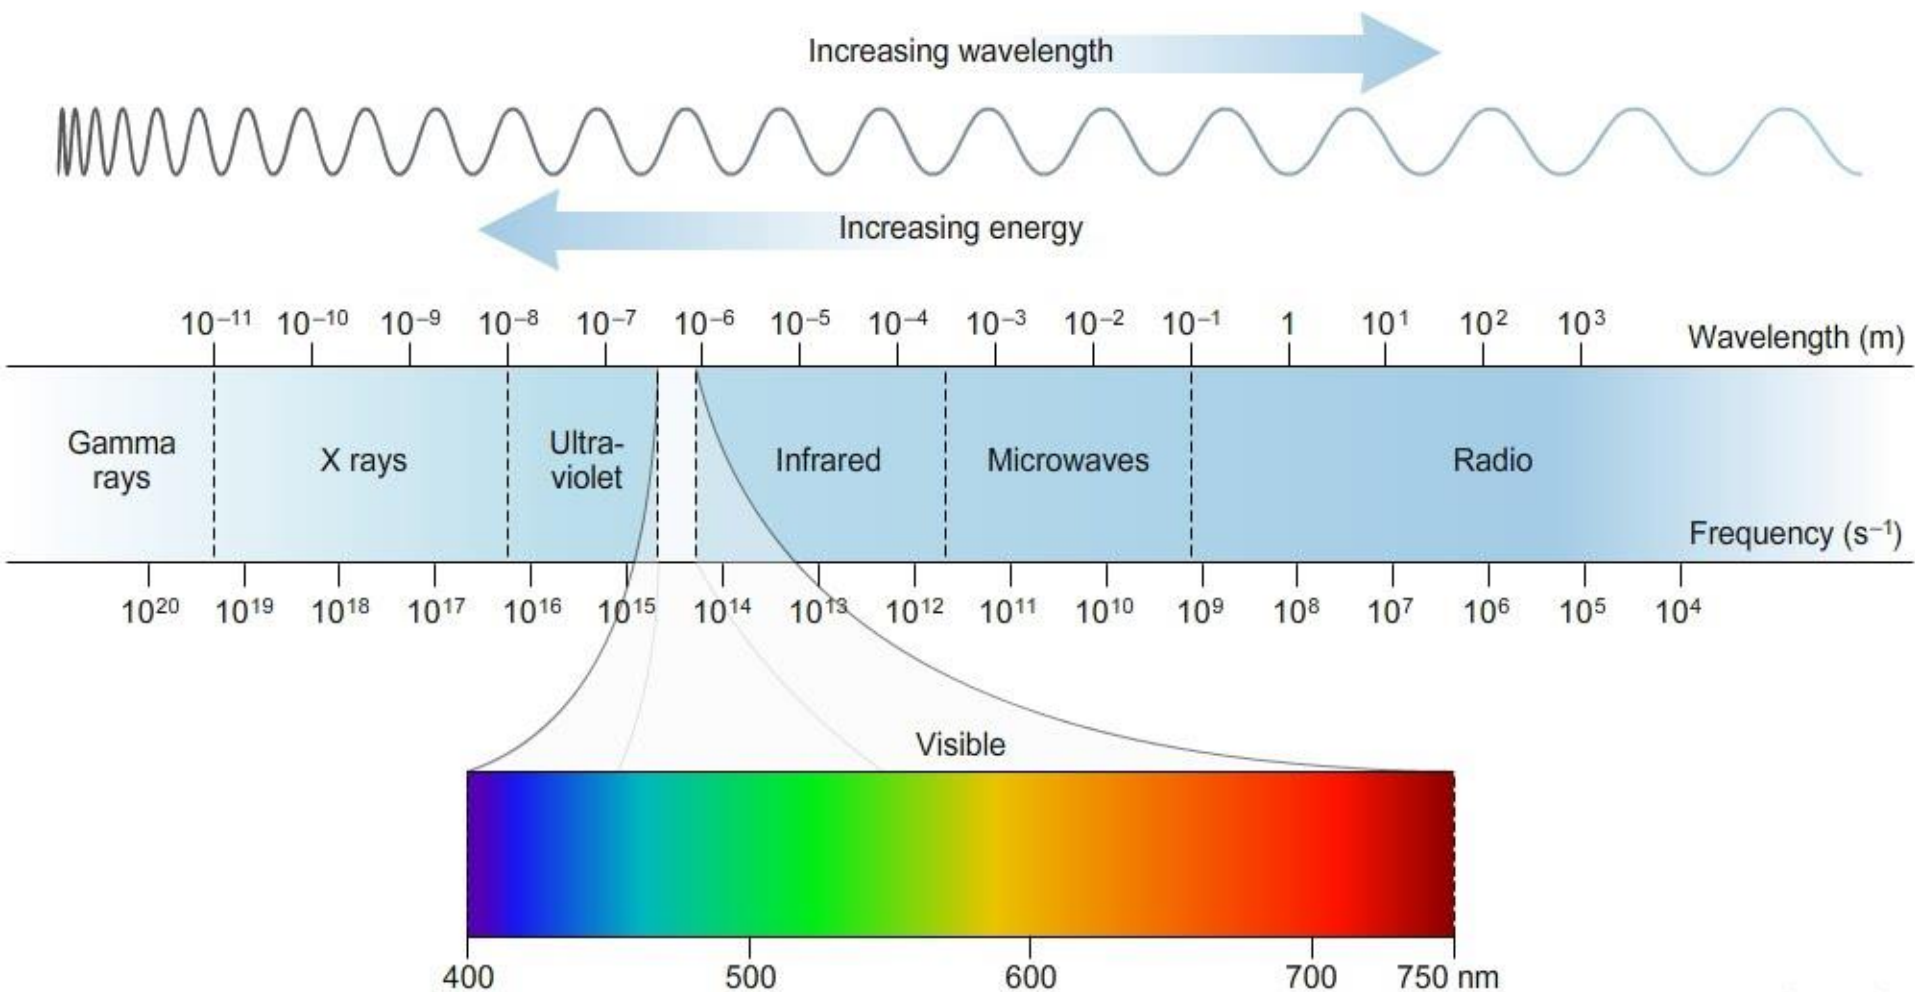 Increasing wavelength
Increasing energy
10⁻¹¹ 10⁻¹⁰ 10⁻⁹ 10⁻⁸ 10⁻⁷ 10⁻⁶ 10⁻⁵ 10⁻⁴ 10⁻³ 10⁻² 10⁻¹ 1 10¹ 10² 10³ Wavelength (m)
Gamma
rays
X rays
Ultra-
violet
Infrared
Microwaves
Radio
Frequency (s⁻¹)
10²⁰ 10¹⁹ 10¹⁸ 10¹⁷ 10¹⁶ 10¹⁵ 10¹⁴ 10¹³ 10¹² 10¹¹ 10¹⁰ 10⁹ 10⁸ 10⁷ 10⁶ 10⁵ 10⁴
Visible
400 500 600 700 750 nm